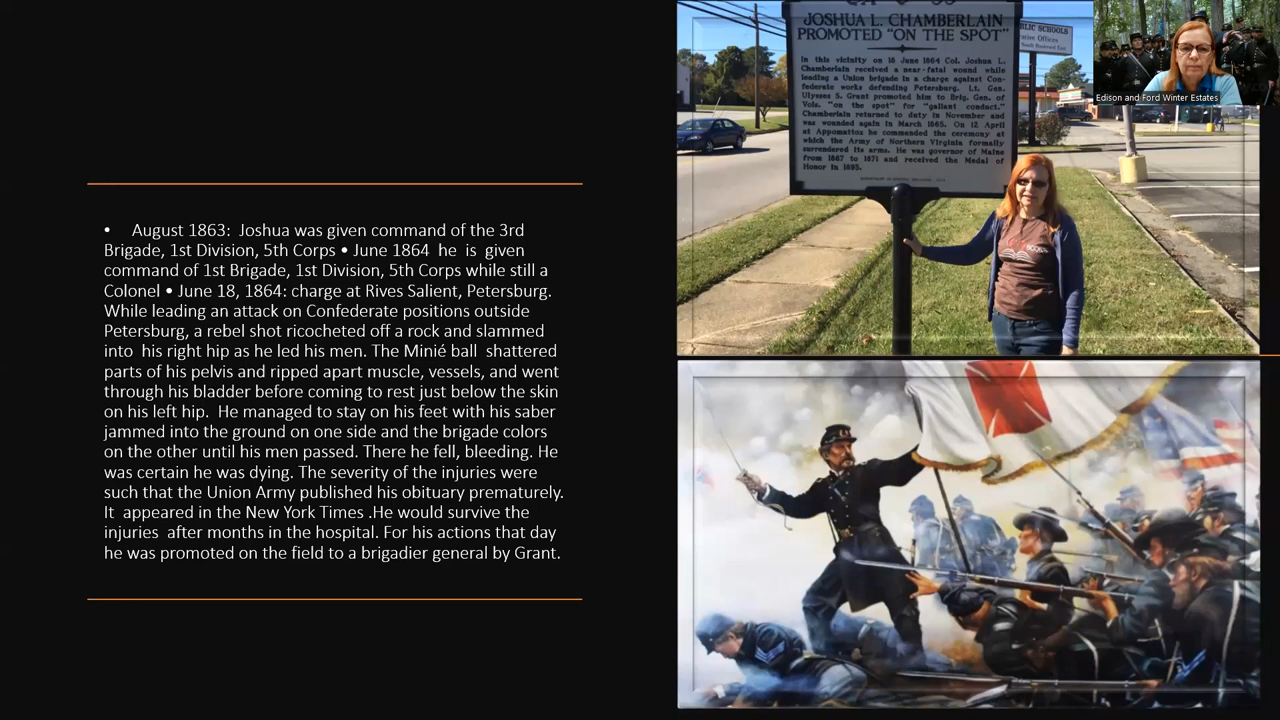 • August 1863: Joshua was given command of the 3rd
Brigade, 1st Division, 5th Corps • June 1864 he is given
command of 1st Brigade, 1st Division, 5th Corps while still a
Colonel • June 18, 1864: charge at Rives Salient, Petersburg.
While leading an attack on Confederate positions outside
Petersburg, a rebel shot ricocheted off a rock and slammed
into his right hip as he led his men. The Minié ball shattered
parts of his pelvis and ripped apart muscle, vessels, and went
through his bladder before coming to rest just below the skin
on his left hip. He managed to stay on his feet with his saber
jammed into the ground on one side and the brigade colors
on the other until his men passed. There he fell, bleeding. He
was certain he was dying. The severity of the injuries were
such that the Union Army published his obituary prematurely.
It appeared in the New York Times .He would survive the
injuries after months in the hospital. For his actions that day
he was promoted on the field to a brigadier general by Grant.
JOSHUA L. CHAMBERLAIN
PROMOTED "ON THE SPOT"
In this vicinity on 18 June 1864 Col. Joshua L.
Chamberlain received a near-fatal wound while
leading a Union brigade in a charge against Con-
federate works defending Petersburg. Lt. Gen.
Ulysses S. Grant promoted him to Brig. Gen. of
Vols. "on the spot" for "gallant conduct."
Chamberlain returned to duty in November and
was wounded again in March 1865. On 12 April
at Appomattox he commanded the ceremony at
which the Army of Northern Virginia formally
surrendered its arms. He was governor of Maine
from 1867 to 1871 and received the Medal of
Honor in 1893.
BLIC SCHOOLS
ative Offices
South Boulevard East
Edison and Ford Winter Estates